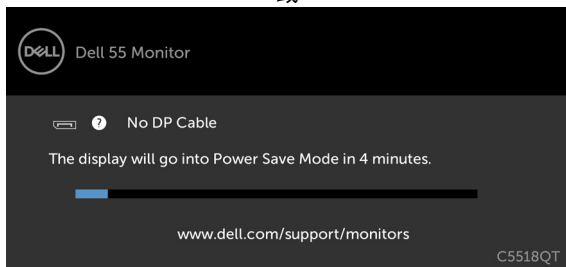 或
DELL Dell 55 Monitor
? No DP Cable
The display will go into Power Save Mode in 4 minutes.
www.dell.com/support/monitors
C5518QT